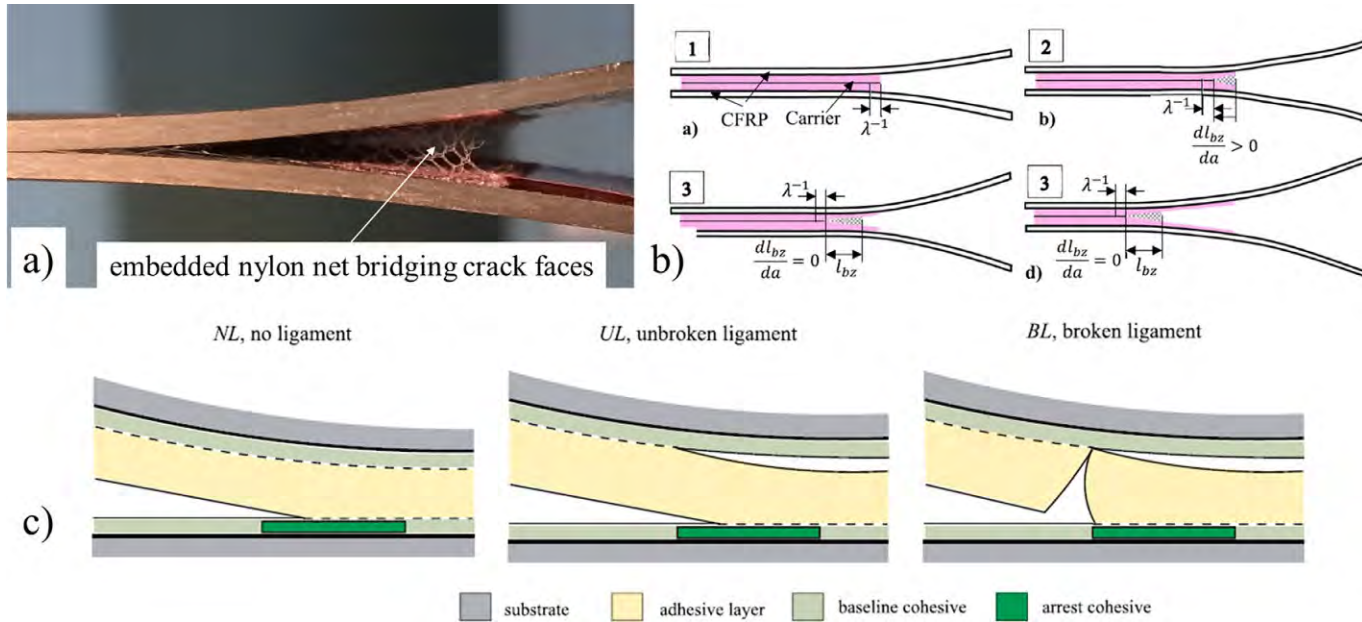 a)
embedded nylon net bridging crack faces
b)
1
CFRP
Carrier
λ⁻¹
a)
2
λ⁻¹
b)
dl_bz/da > 0
3
λ⁻¹
dl_bz/da = 0
l_bz
3
λ⁻¹
d)
dl_bz/da = 0
l_bz
c)
NL, no ligament
UL, unbroken ligament
BL, broken ligament
substrate
adhesive layer
baseline cohesive
arrest cohesive